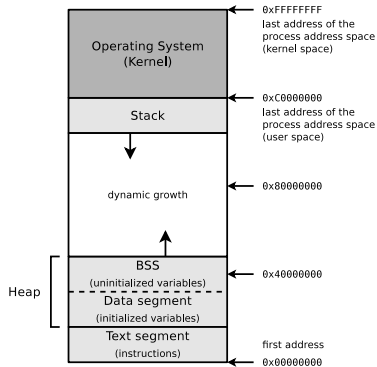 0xFFFFFFFF
last address of the
process address space
(kernel space)
Operating System
(Kernel)
0xC0000000
last address of the
process address space
(user space)
Stack
dynamic growth
0x80000000
Heap
BSS
(uninitialized variables)
0x40000000
Data segment
(initialized variables)
Text segment
(instructions)
first address
0x00000000